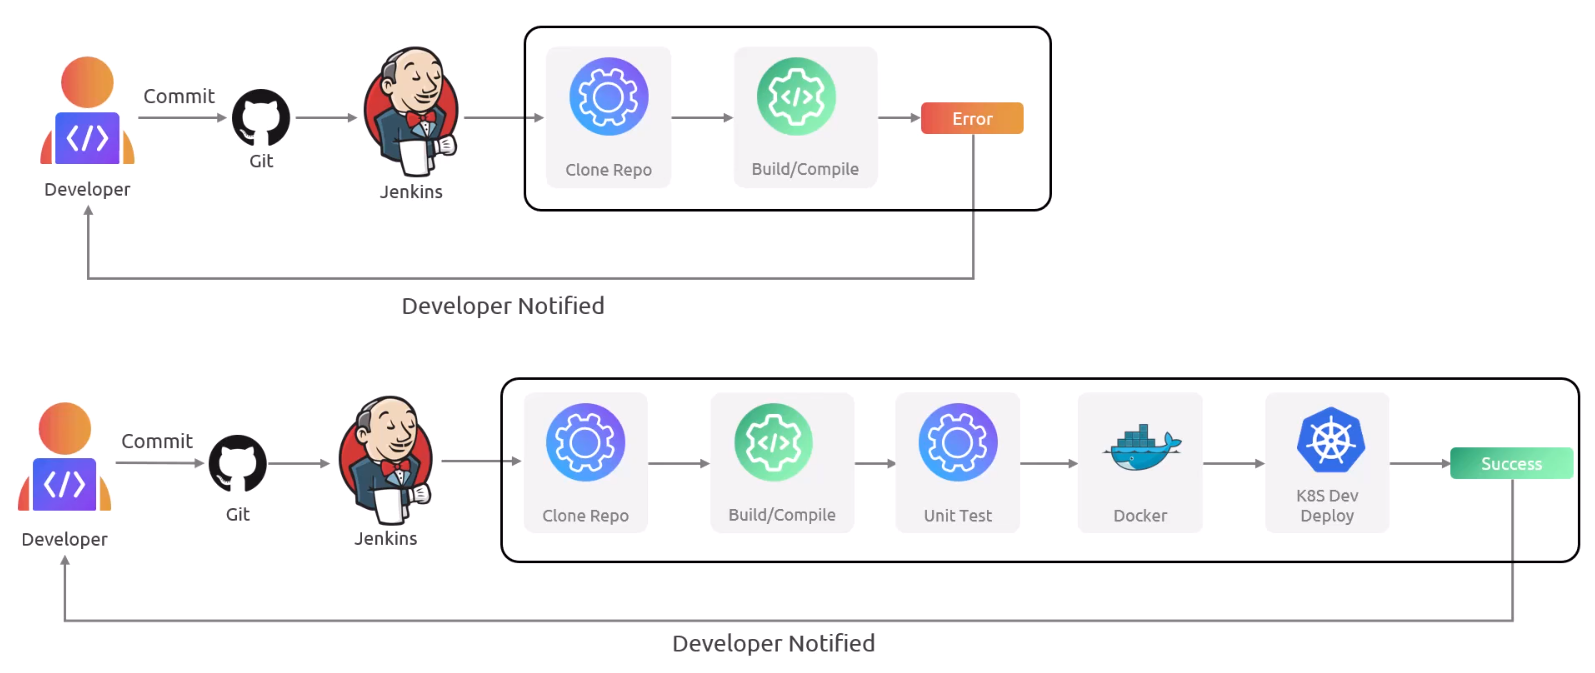 Commit
Git
Developer
Jenkins
Clone Repo
Build/Compile
Error
Developer Notified
Commit
Git
Developer
Jenkins
Clone Repo
Build/Compile
Unit Test
Docker
K8S Dev
Deploy
Success
Developer Notified